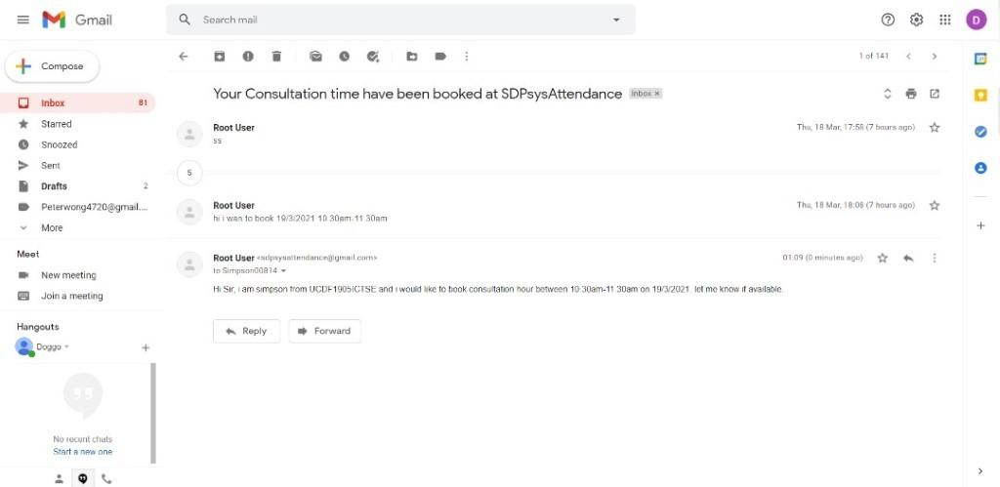 Gmail
Search mail
D
Compose
1 of 141
Inbox 81
Starred
Snoozed
Sent
Drafts 2
Peterwong4720@gmail....
More
Your Consultation time have been booked at SDPsysAttendance Inbox ×
Root User Thu, 18 Mar, 17:58 (7 hours ago)
ss
5
Root User Thu, 18 Mar, 18:08 (7 hours ago)
hi i wan to book 19/3/2021 10.30am-11.30am
Root User <sdpsysattendance@gmail.com> 01:09 (0 minutes ago)
to Simpson00814
Hi Sir, i am simpson from UCDF1905ICTSE and i would like to book consultation hour between 10:30am-11.30am on 19/3/2021. let me know if available.
Reply Forward
Meet
New meeting
Join a meeting
Hangouts
Doggo
No recent chats
Start a new one